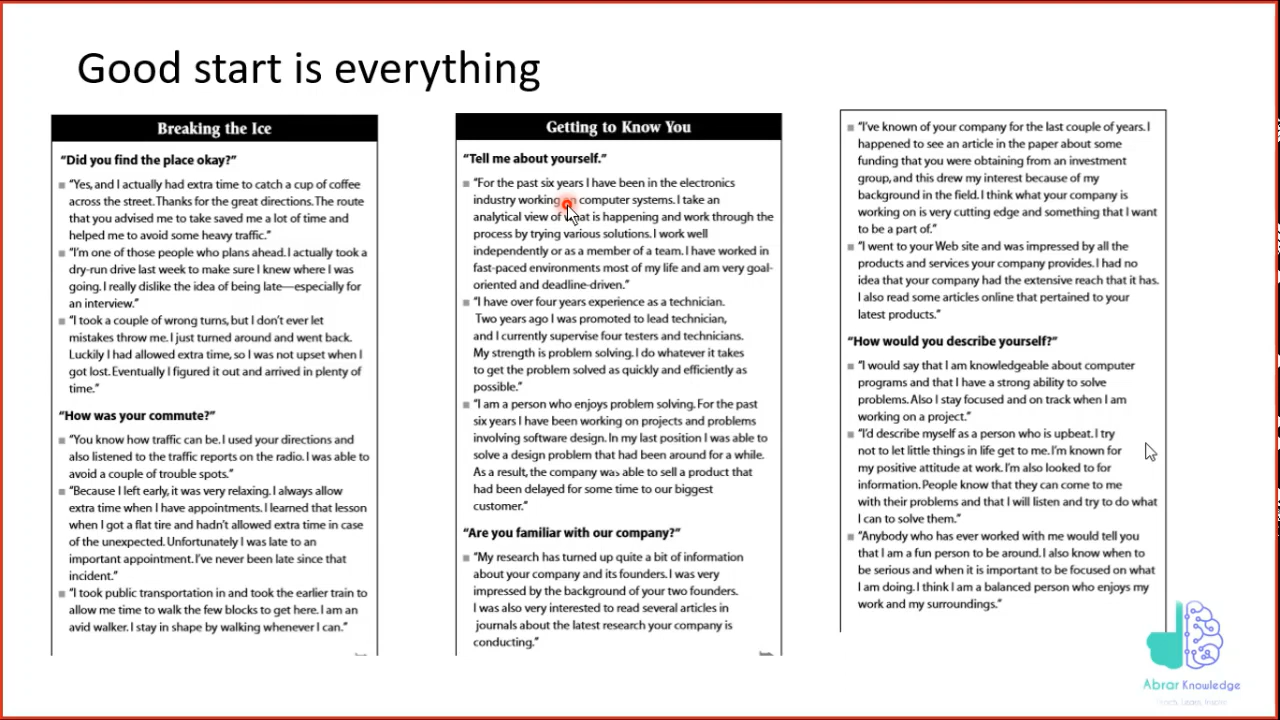 Good start is everything
Breaking the Ice
“Did you find the place okay?”
“Yes, and I actually had extra time to catch a cup of coffee
across the street. Thanks for the great directions. The route
that you advised me to take saved me a lot of time and
helped me to avoid some heavy traffic.”
“I’m one of those people who plans ahead. I actually took a
dry-run drive last week to make sure I knew where I was
going. I really dislike the idea of being late—especially for
an interview.”
“I took a couple of wrong turns, but I don’t ever let
mistakes throw me. I just turned around and went back.
Luckily I had allowed extra time, so I was not upset when I
got lost. Eventually I figured it out and arrived in plenty of
time.”
“How was your commute?”
“You know how traffic can be. I used your directions and
also listened to the traffic reports on the radio. I was able to
avoid a couple of trouble spots.”
“Because I left early, it was very relaxing. I always allow
extra time when I have appointments. I learned that lesson
when I got a flat tire and hadn’t allowed extra time in case
of the unexpected. Unfortunately I was late to an
important appointment. I’ve never been late since that
incident.”
“I took public transportation in and took the earlier train to
allow me time to walk the few blocks to get here. I am an
avid walker. I stay in shape by walking whenever I can.”
Getting to Know You
“Tell me about yourself.”
“For the past six years I have been in the electronics
industry working computer systems. I take an
analytical view of what is happening and work through the
process by trying various solutions. I work well
independently or as a member of a team. I have worked in
fast-paced environments most of my life and am very goal-
oriented and deadline-driven.”
“I have over four years experience as a technician.
Two years ago I was promoted to lead technician,
and I currently supervise four testers and technicians.
My strength is problem solving. I do whatever it takes
to get the problem solved as quickly and efficiently as
possible.”
“I am a person who enjoys problem solving. For the past
six years I have been working on projects and problems
involving software design. In my last position I was able to
solve a design problem that had been around for a while.
As a result, the company was able to sell a product that
had been delayed for some time to our biggest
customer.”
“Are you familiar with our company?”
“My research has turned up quite a bit of information
about your company and its founders. I was very
impressed by the background of your two founders.
I was also very interested to read several articles in
journals about the latest research your company is
conducting.”
“I’ve known of your company for the last couple of years. I
happened to see an article in the paper about some
funding that you were obtaining from an investment
group, and this drew my interest because of my
background in the field. I think what your company is
working on is very cutting edge and something that I want
to be a part of.”
“I went to your Web site and was impressed by all the
products and services your company provides. I had no
idea that your company had the extensive reach that it has.
I also read some articles online that pertained to your
latest products.”
“How would you describe yourself?”
“I would say that I am knowledgeable about computer
programs and that I have a strong ability to solve
problems. Also I stay focused and on track when I am
working on a project.”
“I’d describe myself as a person who is upbeat. I try
not to let little things in life get to me. I’m known for
my positive attitude at work. I’m also looked to for
information. People know that they can come to me
with their problems and that I will listen and try to do what
I can to solve them.”
“Anybody who has ever worked with me would tell you
that I am a fun person to be around. I also know when to
be serious and when it is important to be focused on what
I am doing. I think I am a balanced person who enjoys my
work and my surroundings.”
Abrar Knowledge